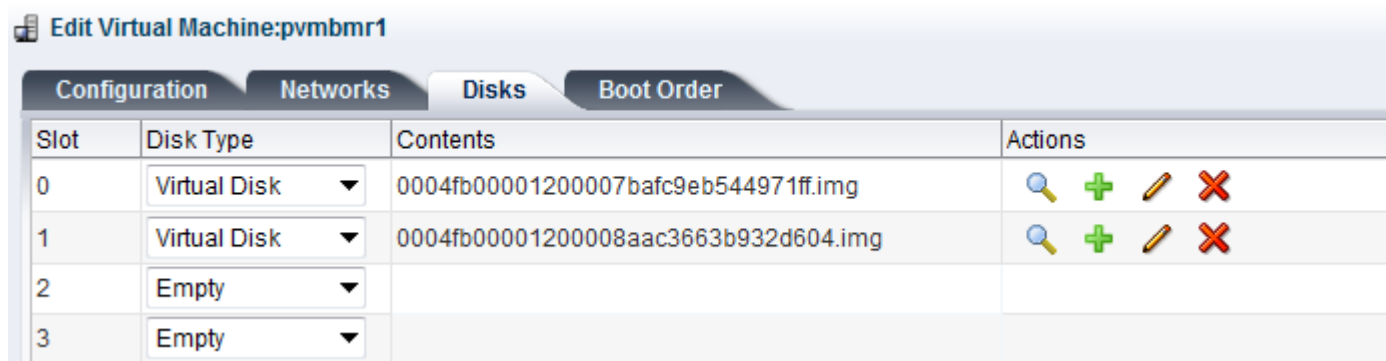 Edit Virtual Machine:pvmbmr1
Configuration Networks Disks Boot Order
Slot Disk Type Contents Actions
0 Virtual Disk 0004fb00001200007bafc9eb544971ff.img
1 Virtual Disk 0004fb00001200008aac3663b932d604.img
2 Empty
3 Empty